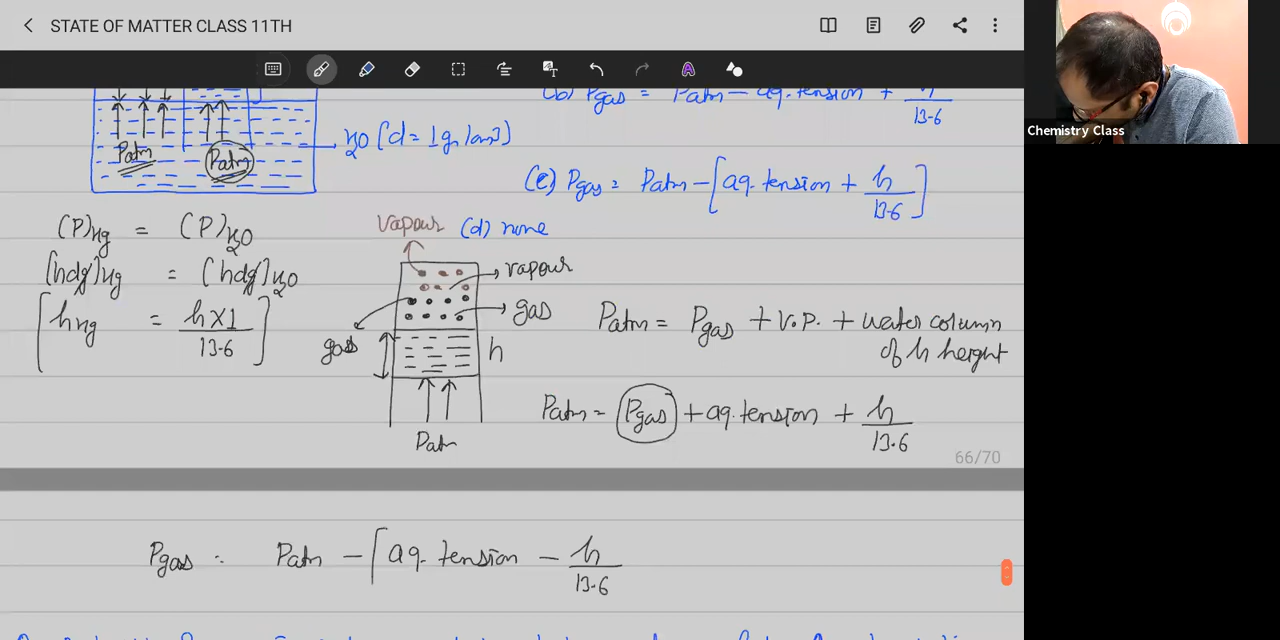 STATE OF MATTER CLASS 11TH
Chemistry Class
(b) Pgas = Patm - aq. tension + h/13.6
Patm
Patm
H2O [d = 1 gr/cm3]
(c) Pgas = Patm - [aq. tension + h/13.6]
(d) none
(P)Hg = (P)H2O
[hdg]Hg = [hdg]H2O
[hHg = h×1/13.6]
vapour
vapour
gas
gas
h
Patm
Patm = Pgas + V.P. + water column
of h height
Patm = Pgas + aq. tension + h/13.6
66/70
Pgas = Patm - [aq. tension - h/13.6